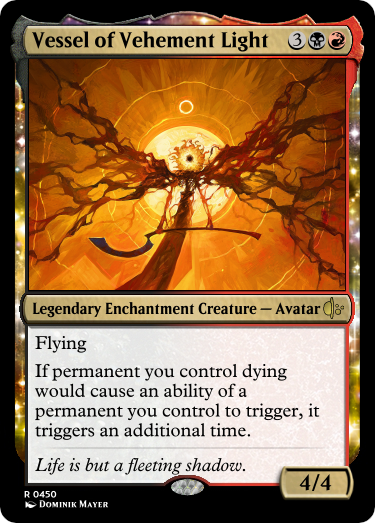 Vessel of Vehement Light 3
Legendary Enchantment Creature — Avatar
Flying
If permanent you control dying
would cause an ability of a
permanent you control to trigger, it
triggers an additional time.
Life is but a fleeting shadow.
4/4
R 0450
Dominik Mayer